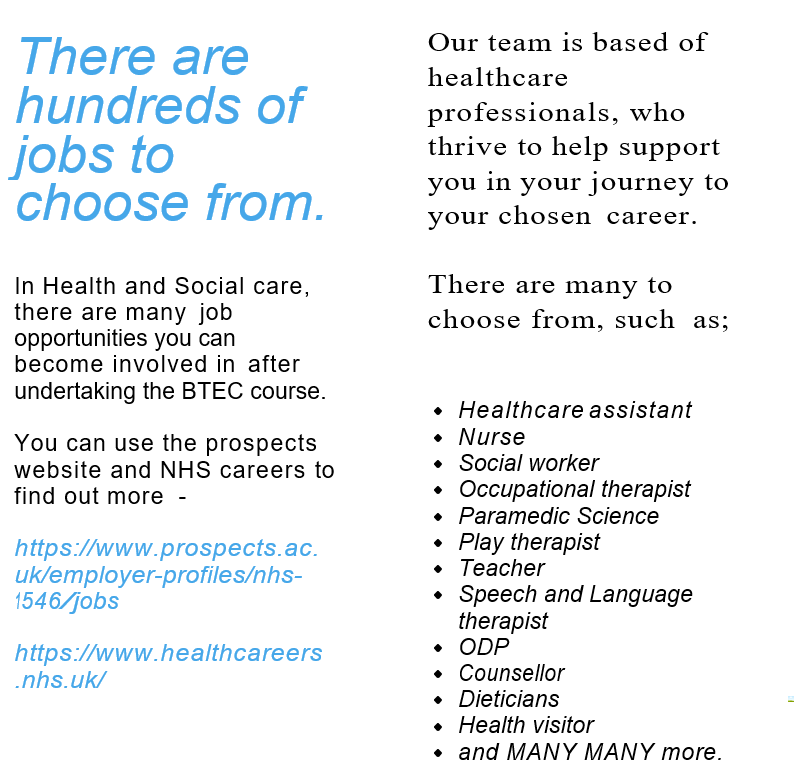 There are
hundreds of
jobs to
choose from.
In Health and Social care,
there are many job
opportunities you can
become involved in after
undertaking the BTEC course.
You can use the prospects
website and NHS careers to
find out more -
https://www.prospects.ac.
uk/employer-profiles/nhs-
1546/jobs
https://www.healthcareers
.nhs.uk/
Our team is based of
healthcare
professionals, who
thrive to help support
you in your journey to
your chosen career.
There are many to
choose from, such as;
• Healthcare assistant
• Nurse
• Social worker
• Occupational therapist
• Paramedic Science
• Play therapist
• Teacher
• Speech and Language
therapist
• ODP
• Counsellor
• Dieticians
• Health visitor
• and MANY MANY more.